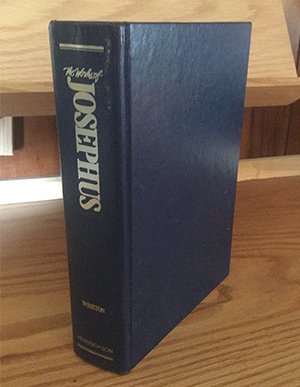 The Works of
JOSEPHUS
WHISTON
HENDRICKSON